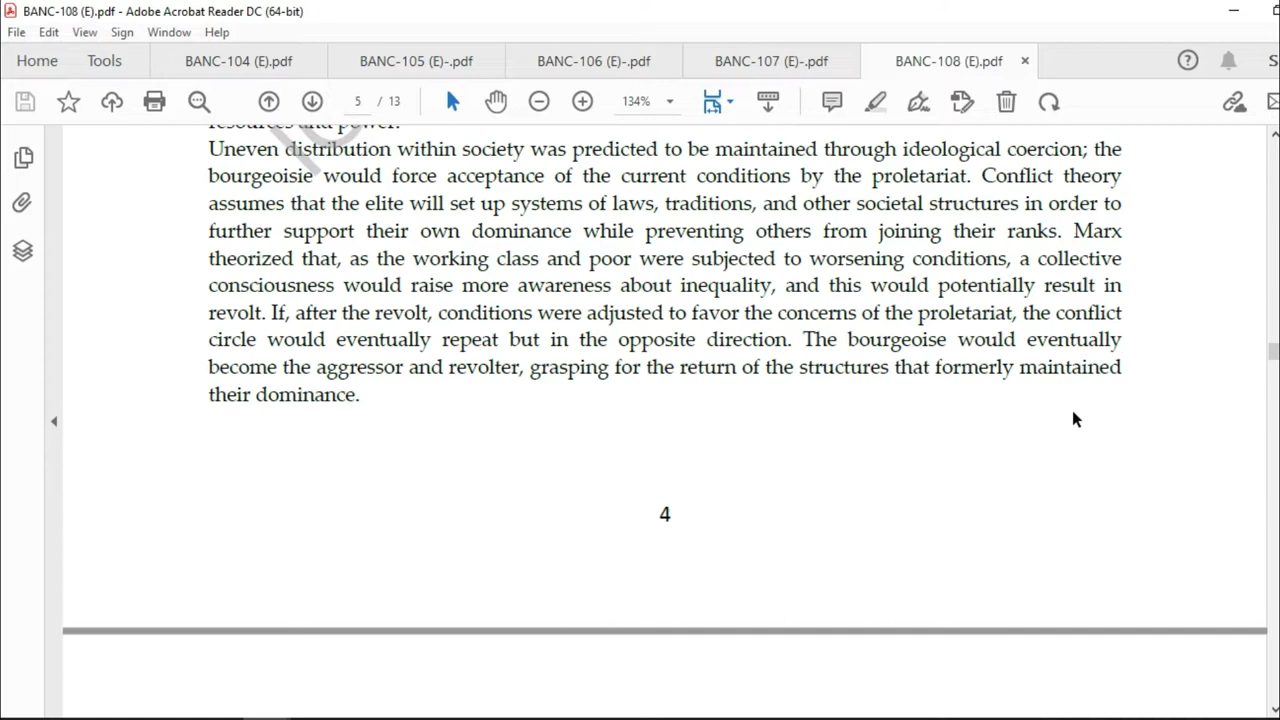 BANC-108 (E).pdf - Adobe Acrobat Reader DC (64-bit)
File Edit View Sign Window Help
Home Tools BANC-104 (E).pdf BANC-105 (E)-.pdf BANC-106 (E)-.pdf BANC-107 (E)-.pdf BANC-108 (E).pdf
5 / 13 134%
resources and power.
Uneven distribution within society was predicted to be maintained through ideological coercion; the
bourgeoisie would force acceptance of the current conditions by the proletariat. Conflict theory
assumes that the elite will set up systems of laws, traditions, and other societal structures in order to
further support their own dominance while preventing others from joining their ranks. Marx
theorized that, as the working class and poor were subjected to worsening conditions, a collective
consciousness would raise more awareness about inequality, and this would potentially result in
revolt. If, after the revolt, conditions were adjusted to favor the concerns of the proletariat, the conflict
circle would eventually repeat but in the opposite direction. The bourgeoise would eventually
become the aggressor and revolter, grasping for the return of the structures that formerly maintained
their dominance.
4